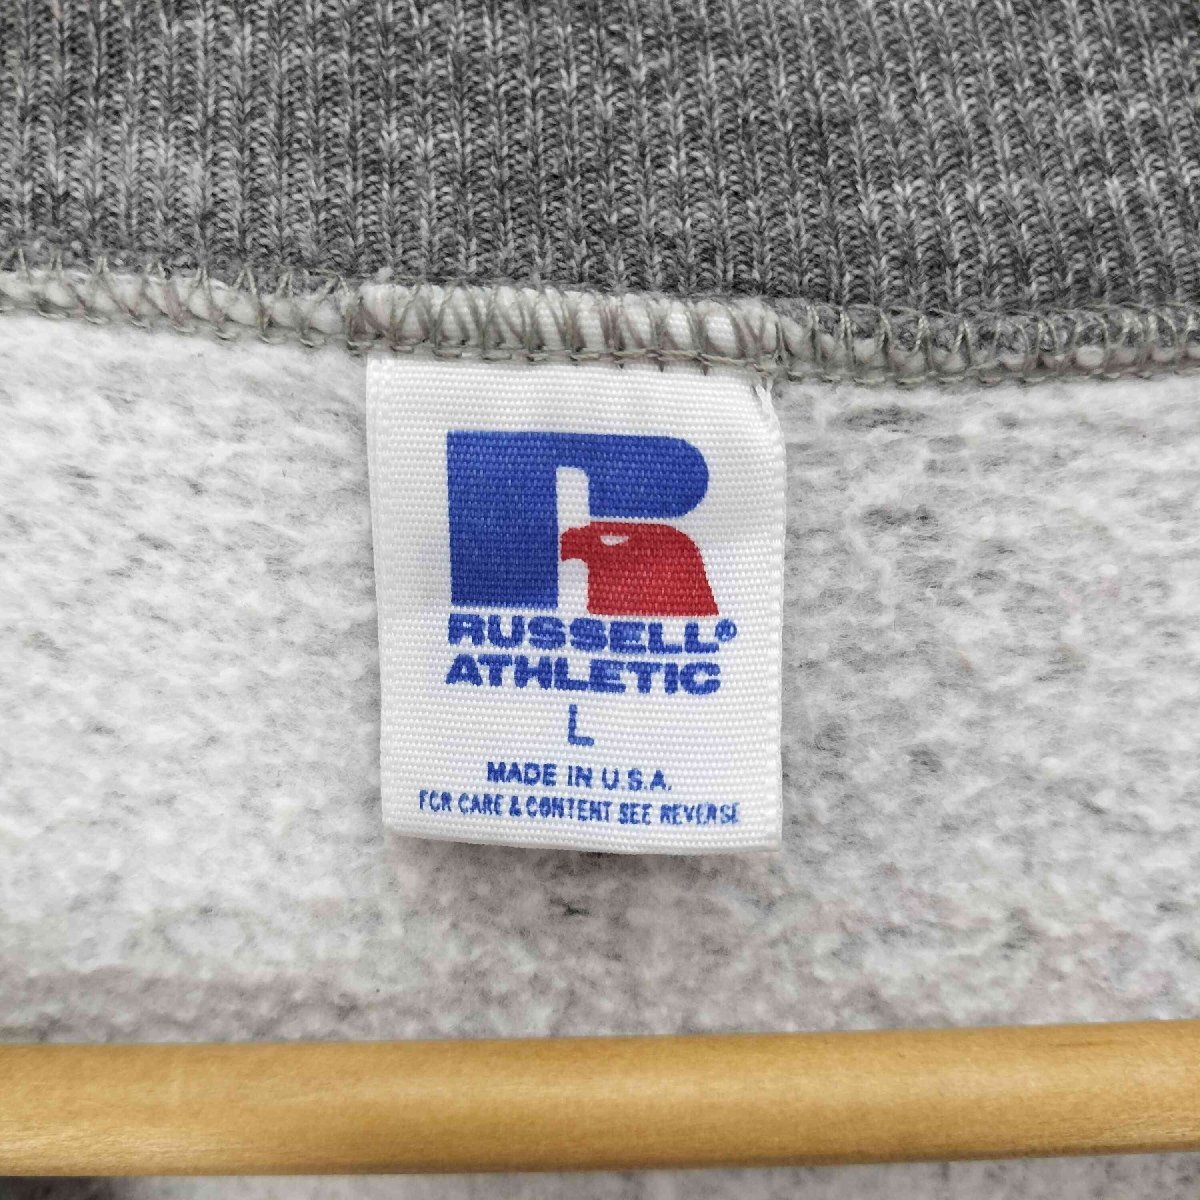 R
RUSSELL®
ATHLETIC
L
MADE IN U.S.A.
FOR CARE & CONTENT SEE REVERSE